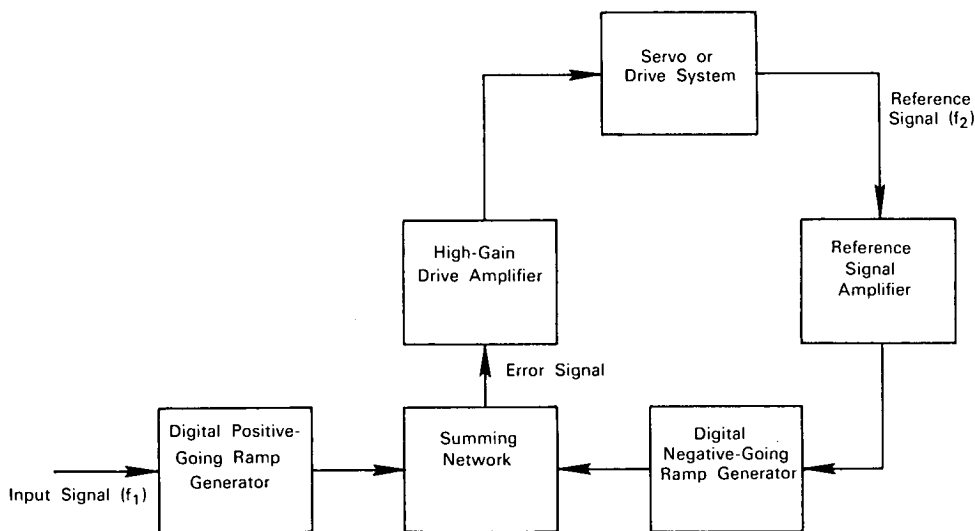 Servo or
Drive System
Reference
Signal (f2)
High-Gain
Drive Amplifier
Reference
Signal
Amplifier
Error Signal
Digital Positive-
Going Ramp
Generator
Summing
Network
Digital
Negative-Going
Ramp Generator
Input Signal (f1)